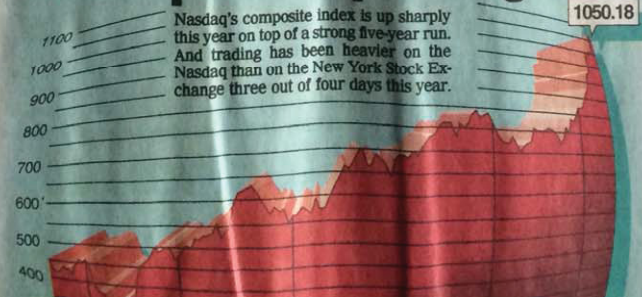 1050.18
Nasdaq's composite index is up sharply
this year on top of a strong five-year run.
And trading has been heavier on the
Nasdaq than on the New York Stock Ex-
change three out of four days this year.
1100
1000
900
800
700
600
500
400